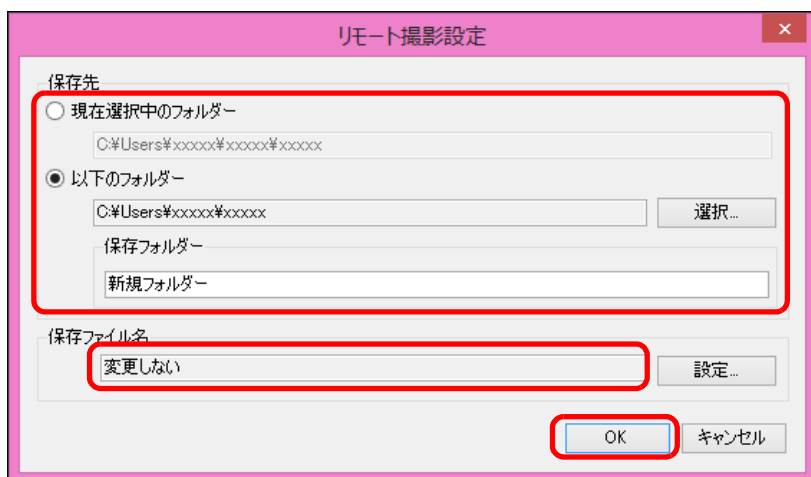 リモート撮影設定
保存先
現在選択中のフォルダー
C:¥Users¥xxxxx¥xxxxx¥xxxxx
以下のフォルダー
C:¥Users¥xxxxx¥xxxxx
選択...
保存フォルダー
新規フォルダー
保存ファイル名
変更しない
設定...
OK
キャンセル